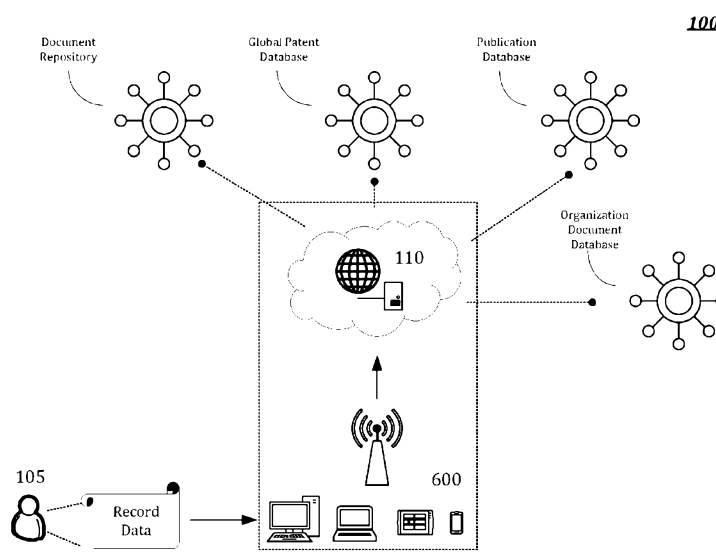 100
Document
Repository
Global Patent
Database
Publication
Database
Organization
Document
Database
110
105
Record
Data
600